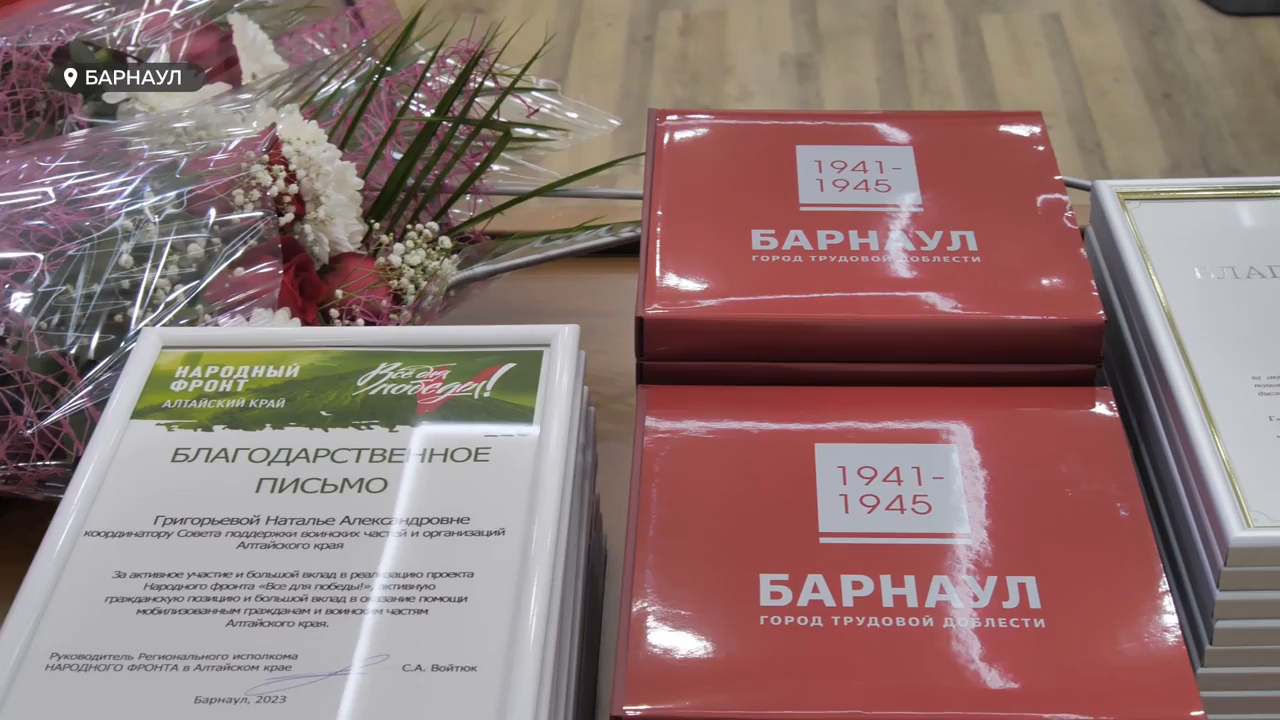 БАРНАУЛ
НАРОДНЫЙ
ФРОНТ
АЛТАЙСКИЙ КРАЙ
Всё для
победы!
БЛАГОДАРСТВЕННОЕ
ПИСЬМО
Григорьевой Наталье Александровне
координатору Совета поддержки воинских частей и организаций
Алтайского края
За активное участие и большой вклад в реализацию проекта
Народного фронта «Все для победы!», активную
гражданскую позицию и большой вклад в оказание помощи
мобилизованным гражданам и воинским частям
Алтайского края.
Руководитель Регионального исполкома
НАРОДНОГО ФРОНТА в Алтайском крае
С.А. Войтюк
Барнаул, 2023
1941-
1945
БАРНАУЛ
ГОРОД ТРУДОВОЙ ДОБЛЕСТИ
1941-
1945
БАРНАУЛ
ГОРОД ТРУДОВОЙ ДОБЛЕСТИ